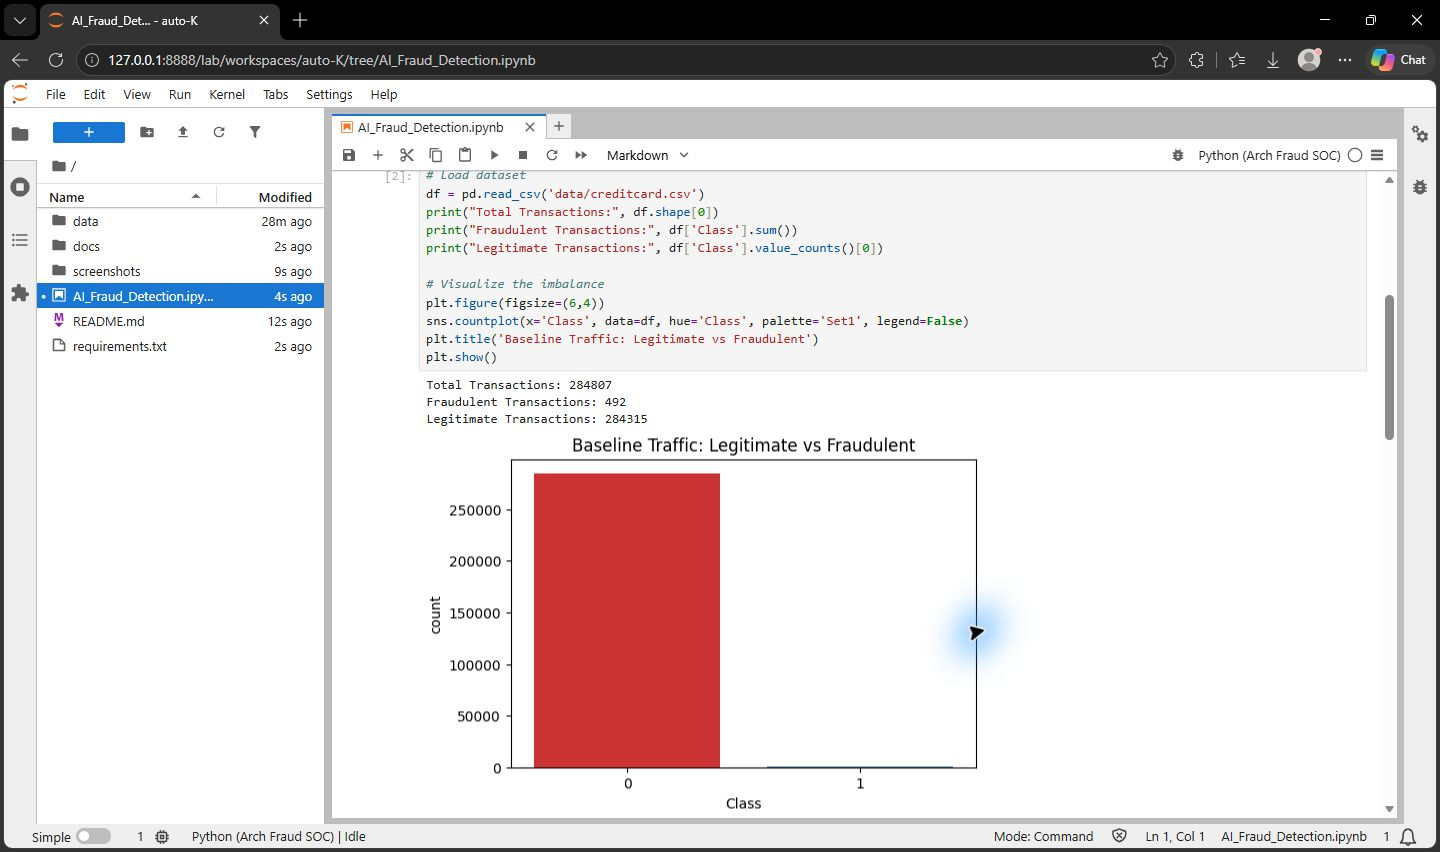 AI_Fraud_Det... - auto-K
127.0.0.1:8888/lab/workspaces/auto-K/tree/AI_Fraud_Detection.ipynb
Chat
File Edit View Run Kernel Tabs Settings Help
+
AI_Fraud_Detection.ipynb
Markdown
Python (Arch Fraud SOC)
/
Name Modified
data 28m ago
docs 2s ago
screenshots 9s ago
AI_Fraud_Detection.ipy... 4s ago
README.md 12s ago
requirements.txt 2s ago
[2]: # Load dataset
df = pd.read_csv('data/creditcard.csv')
print("Total Transactions:", df.shape[0])
print("Fraudulent Transactions:", df['Class'].sum())
print("Legitimate Transactions:", df['Class'].value_counts()[0])
# Visualize the imbalance
plt.figure(figsize=(6,4))
sns.countplot(x='Class', data=df, hue='Class', palette='Set1', legend=False)
plt.title('Baseline Traffic: Legitimate vs Fraudulent')
plt.show()
Total Transactions: 284807
Fraudulent Transactions: 492
Legitimate Transactions: 284315
Baseline Traffic: Legitimate vs Fraudulent
250000
200000
150000
100000
50000
0
count
0 1
Class
Simple 1 Python (Arch Fraud SOC) | Idle Mode: Command Ln 1, Col 1 AI_Fraud_Detection.ipynb 1